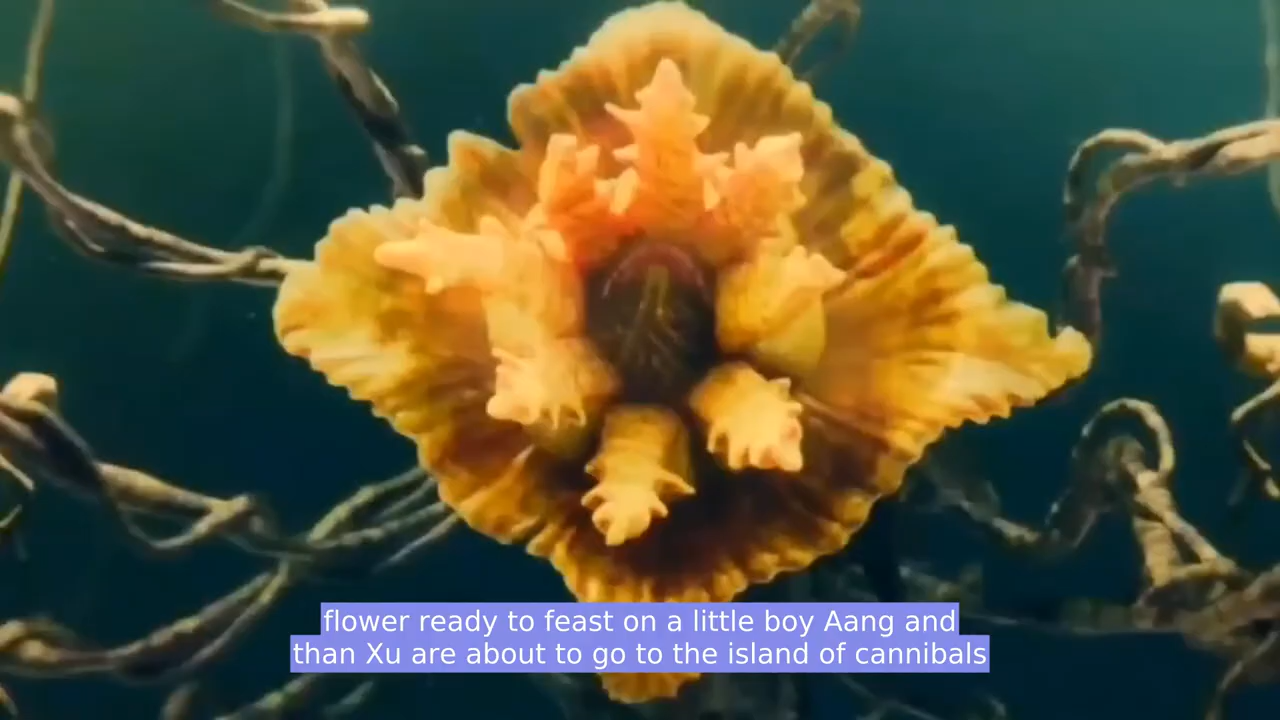 flower ready to feast on a little boy Aang and
than Xu are about to go to the island of cannibals